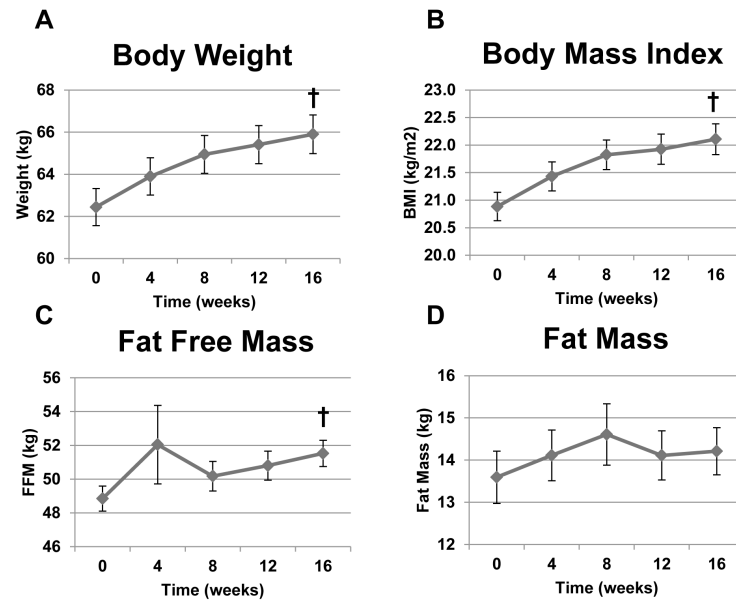 A
Body Weight
Weight (kg)
68
66
64
62
60
†
0 4 8 12 16
Time (weeks)
B
Body Mass Index
BMI (kg/m2)
23.0
22.5
22.0
21.5
21.0
20.5
20.0
†
0 4 8 12 16
Time (weeks)
C
Fat Free Mass
FFM (kg)
56
54
52
50
48
46
†
0 4 8 12 16
Time (weeks)
D
Fat Mass
Fat Mass (kg)
16
15
14
13
12
0 4 8 12 16
Time (weeks)